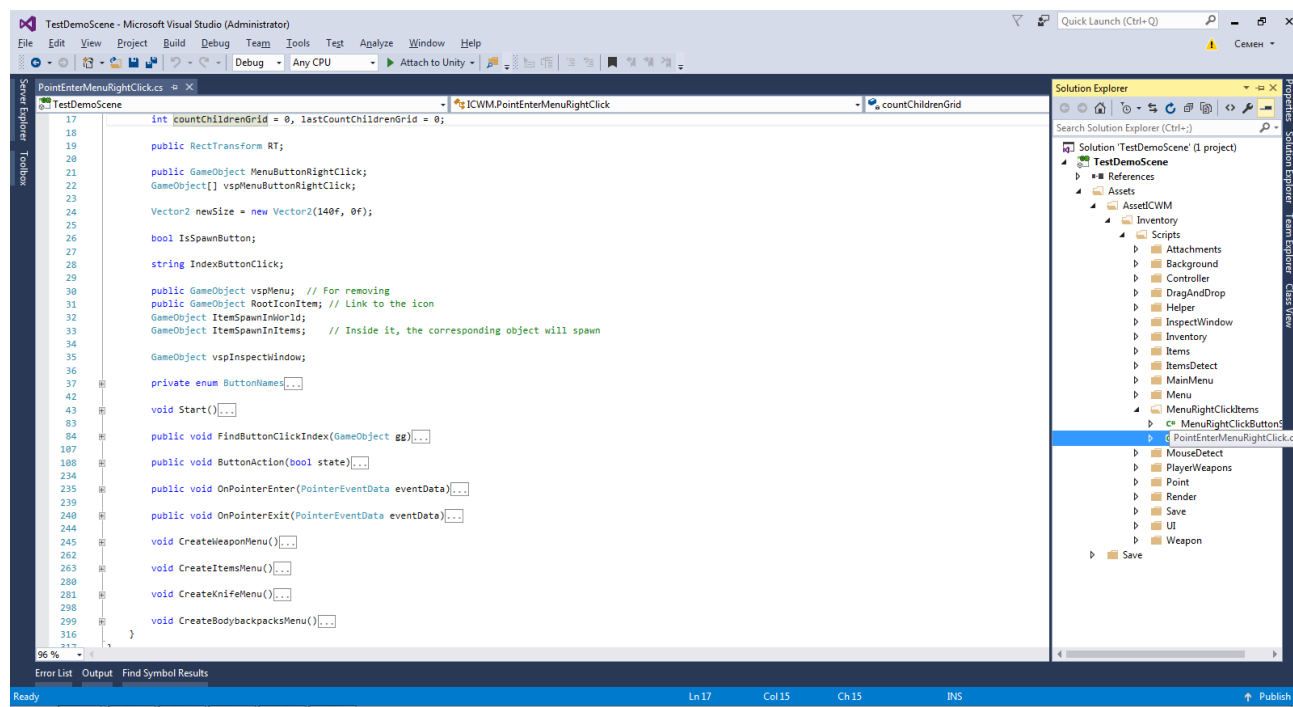 TestDemoScene - Microsoft Visual Studio (Administrator)
Quick Launch (Ctrl+Q)
File Edit View Project Build Debug Team Tools Test Analyze Window Help
Семен
Debug Any CPU Attach to Unity
Server Explorer
Toolbox
PointEnterMenuRightClick.cs
TestDemoScene ICWM.PointEnterMenuRightClick countChildrenGrid
17 int countChildrenGrid = 0, lastCountChildrenGrid = 0;
18
19 public RectTransform RT;
20
21 public GameObject MenuButtonRightClick;
22 GameObject[] vspMenuButtonRightClick;
23
24 Vector2 newSize = new Vector2(140f, 0f);
25
26 bool IsSpawnButton;
27
28 string IndexButtonClick;
29
30 public GameObject vspMenu; // For removing
31 public GameObject RootIconItem; // Link to the icon
32 GameObject ItemSpawnInWorld;
33 GameObject ItemSpawnInItems; // Inside it, the corresponding object will spawn
34
35 GameObject vspInspectWindow;
36
37 private enum ButtonNames...
42
43 void Start()...
83
84 public void FindButtonClickIndex(GameObject gg)...
107
108 public void ButtonAction(bool state)...
234
235 public void OnPointerEnter(PointerEventData eventData)...
239
240 public void OnPointerExit(PointerEventData eventData)...
244
245 void CreateWeaponMenu()...
262
263 void CreateItemsMenu()...
280
281 void CreateKnifeMenu()...
298
299 void CreateBodybackpacksMenu()...
316 }
317
96 %
Solution Explorer
Search Solution Explorer (Ctrl+;)
Solution 'TestDemoScene' (1 project)
TestDemoScene
References
Assets
AssetICWM
Inventory
Scripts
Attachments
Background
Controller
DragAndDrop
Helper
InspectWindow
Inventory
Items
ItemsDetect
MainMenu
Menu
MenuRightClickItems
C# MenuRightClickButtonS
PointEnterMenuRightClick.c
MouseDetect
PlayerWeapons
Point
Render
Save
UI
Weapon
Save
Properties
Solution Explorer
Team Explorer
Class View
Error List Output Find Symbol Results
Ready Ln 17 Col 15 Ch 15 INS Publish